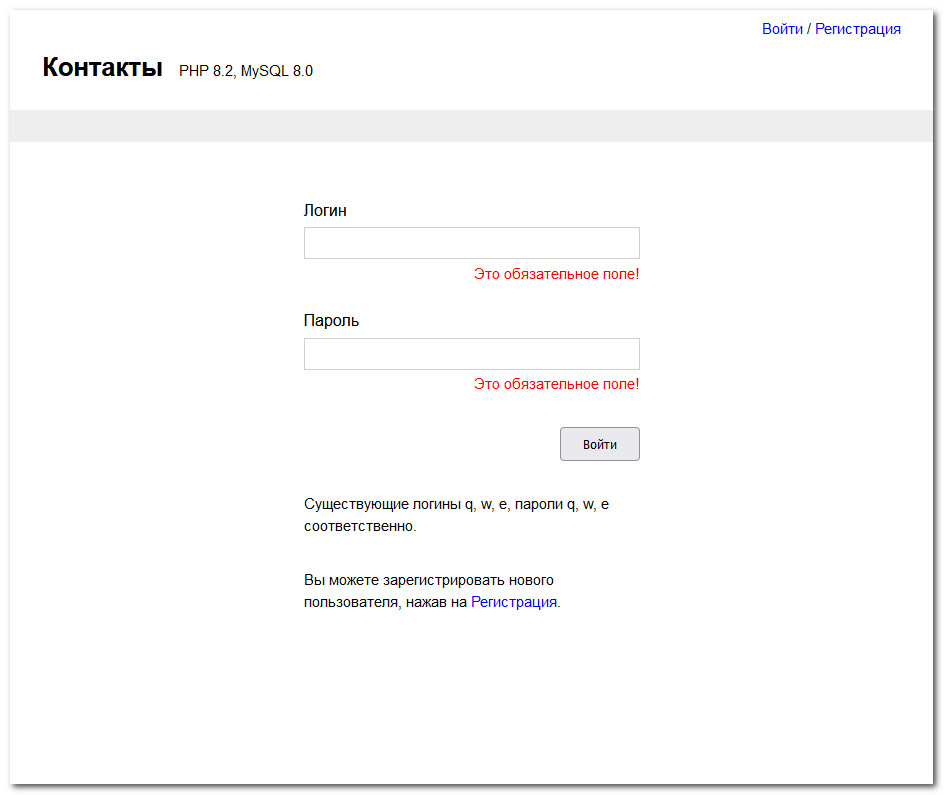 Войти / Регистрация
Контакты PHP 8.2, MySQL 8.0
Логин
Это обязательное поле!
Пароль
Это обязательное поле!
Войти
Существующие логины q, w, e, пароли q, w, e
соответственно.
Вы можете зарегистрировать нового
пользователя, нажав на Регистрация.